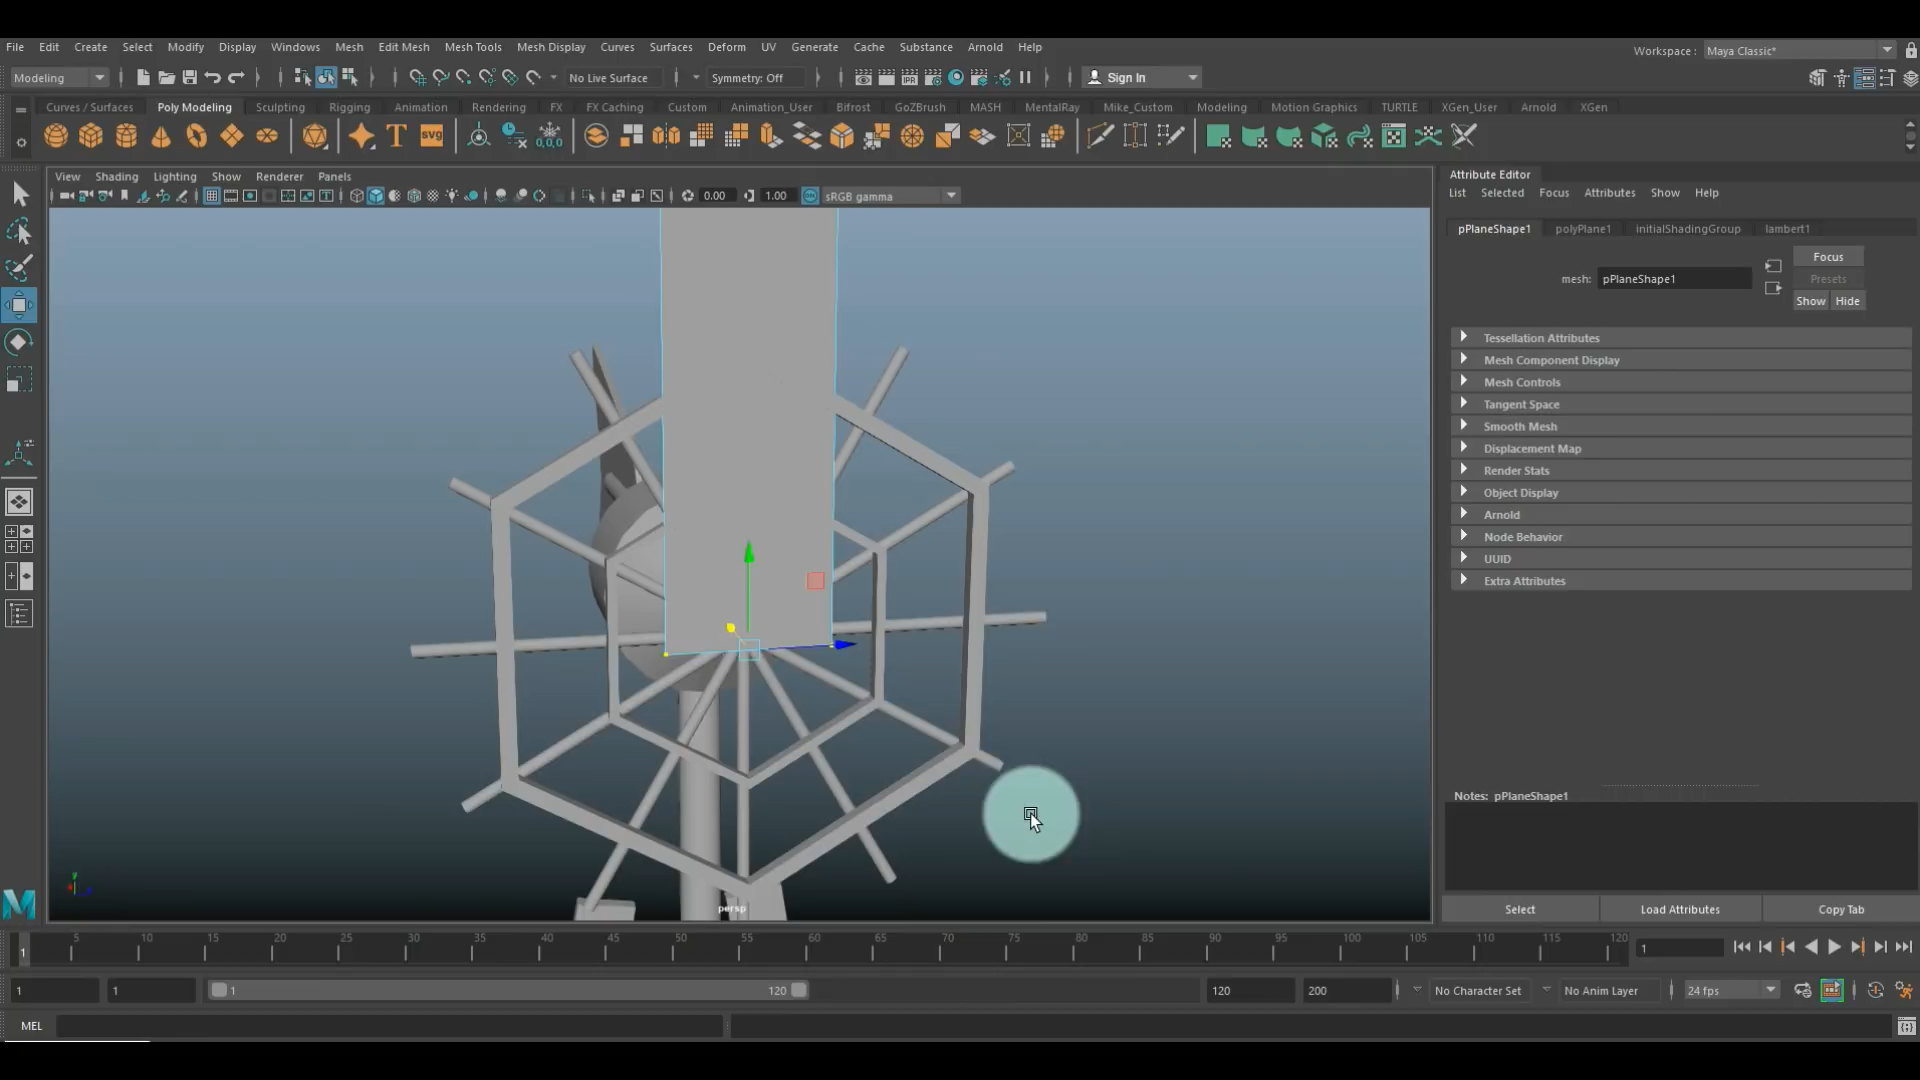 File Edit Create Select Modify Display Windows Mesh Edit Mesh Mesh Tools Mesh Display Curves Surfaces Deform UV Generate Cache Substance Arnold Help
Workspace : Maya Classic*
Modeling No Live Surface Symmetry: Off Sign In
Curves / Surfaces Poly Modeling Sculpting Rigging Animation Rendering FX FX Caching Custom Animation_User Bifrost GoZBrush MASH MentalRay Mike_Custom Modeling Motion Graphics TURTLE XGen_User Arnold XGen
T svg 0,0,0
IPR
View Shading Lighting Show Renderer Panels
0.00 1.00 sRGB gamma
persp
Attribute Editor
List Selected Focus Attributes Show Help
pPlaneShape1 polyPlane1 initialShadingGroup lambert1
Focus
mesh: pPlaneShape1 Presets
Show Hide
Tessellation Attributes
Mesh Component Display
Mesh Controls
Tangent Space
Smooth Mesh
Displacement Map
Render Stats
Object Display
Arnold
Node Behavior
UUID
Extra Attributes
Notes: pPlaneShape1
Select Load Attributes Copy Tab
1 5 10 15 20 25 30 35 40 45 50 55 60 65 70 75 80 85 90 95 100 105 110 115 120 1
1 1 1 120 120 200 No Character Set No Anim Layer 24 fps
MEL